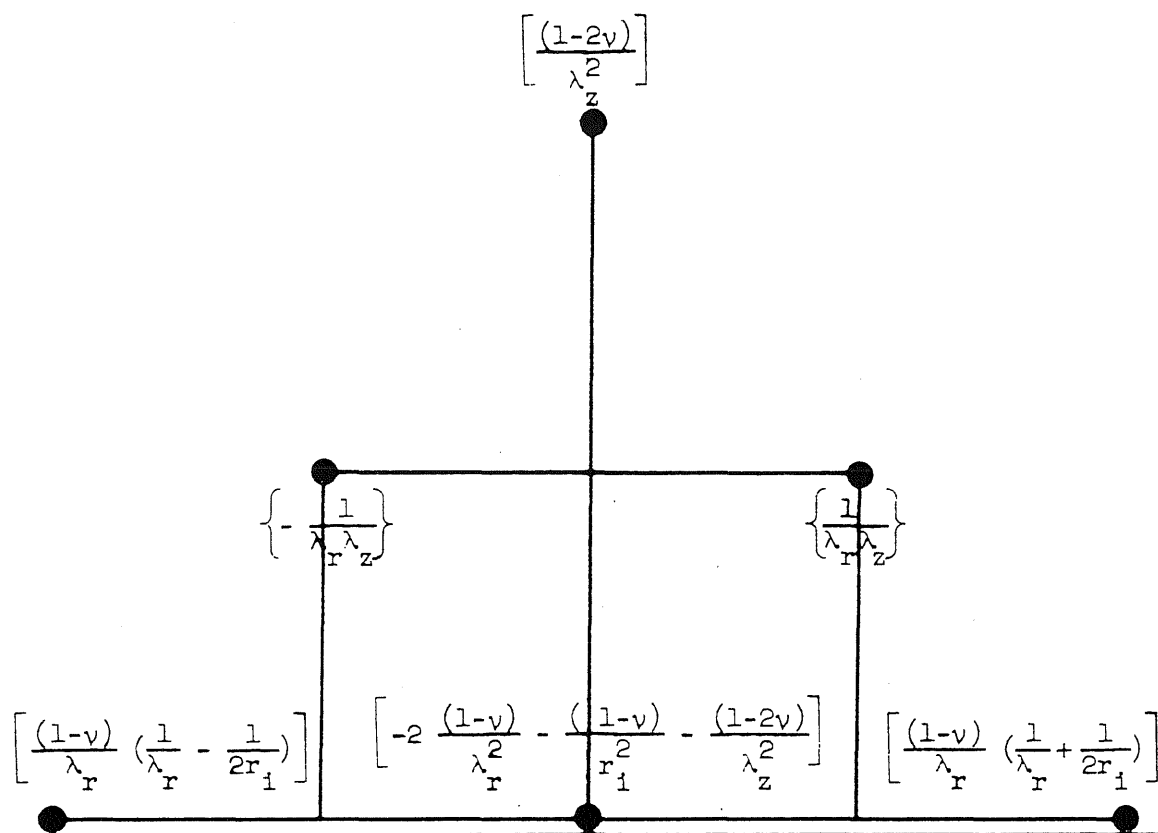 [(1-2ν)/λ_z^2]
{- 1/(λ_r λ_z)}
{1/(λ_r λ_z)}
[(1-ν)/λ_r (1/λ_r - 1/(2r_i))]
[-2 (1-ν)/λ_r^2 - (1-ν)/r_i^2 - (1-2ν)/λ_z^2]
[(1-ν)/λ_r (1/λ_r + 1/(2r_i))]